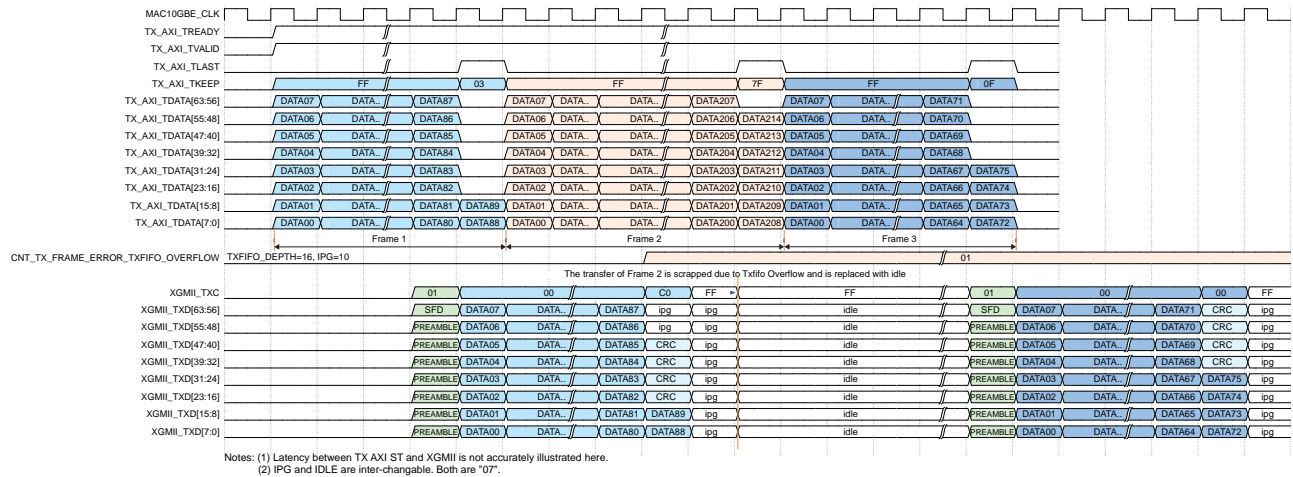 MAC10GBE_CLK
TX_AXI_TREADY
TX_AXI_TVALID
TX_AXI_TLAST
TX_AXI_TKEEP FF 03 FF 7F FF 0F
TX_AXI_TDATA[63:56] DATA07 DATA.. DATA87 DATA07 DATA.. DATA.. DATA207 DATA07 DATA.. DATA71
TX_AXI_TDATA[55:48] DATA06 DATA.. DATA86 DATA06 DATA.. DATA.. DATA206 DATA214 DATA06 DATA.. DATA70
TX_AXI_TDATA[47:40] DATA05 DATA.. DATA85 DATA05 DATA.. DATA.. DATA205 DATA213 DATA05 DATA.. DATA69
TX_AXI_TDATA[39:32] DATA04 DATA.. DATA84 DATA04 DATA.. DATA.. DATA204 DATA212 DATA04 DATA.. DATA68
TX_AXI_TDATA[31:24] DATA03 DATA.. DATA83 DATA03 DATA.. DATA.. DATA203 DATA211 DATA03 DATA.. DATA67 DATA75
TX_AXI_TDATA[23:16] DATA02 DATA.. DATA82 DATA02 DATA.. DATA.. DATA202 DATA210 DATA02 DATA.. DATA66 DATA74
TX_AXI_TDATA[15:8] DATA01 DATA.. DATA81 DATA89 DATA01 DATA.. DATA.. DATA201 DATA209 DATA01 DATA.. DATA65 DATA73
TX_AXI_TDATA[7:0] DATA00 DATA.. DATA80 DATA88 DATA00 DATA.. DATA.. DATA200 DATA208 DATA00 DATA.. DATA64 DATA72
Frame 1 Frame 2 Frame 3
CNT_TX_FRAME_ERROR_TXFIFO_OVERFLOW TXFIFO_DEPTH=16, IPG=10 01
The transfer of Frame 2 is scrapped due to Txfifo Overflow and is replaced with idle
XGMII_TXC 01 00 C0 FF FF 01 00 00 FF
XGMII_TXD[63:56] SFD DATA07 DATA.. DATA87 ipg ipg idle SFD DATA07 DATA.. DATA71 CRC ipg
XGMII_TXD[55:48] PREAMBLE DATA06 DATA.. DATA86 ipg ipg idle PREAMBLE DATA06 DATA.. DATA70 CRC ipg
XGMII_TXD[47:40] PREAMBLE DATA05 DATA.. DATA85 CRC ipg idle PREAMBLE DATA05 DATA.. DATA69 CRC ipg
XGMII_TXD[39:32] PREAMBLE DATA04 DATA.. DATA84 CRC ipg idle PREAMBLE DATA04 DATA.. DATA68 CRC ipg
XGMII_TXD[31:24] PREAMBLE DATA03 DATA.. DATA83 CRC ipg idle PREAMBLE DATA03 DATA.. DATA67 DATA75 ipg
XGMII_TXD[23:16] PREAMBLE DATA02 DATA.. DATA82 CRC ipg idle PREAMBLE DATA02 DATA.. DATA66 DATA74 ipg
XGMII_TXD[15:8] PREAMBLE DATA01 DATA.. DATA81 DATA89 ipg idle PREAMBLE DATA01 DATA.. DATA65 DATA73 ipg
XGMII_TXD[7:0] PREAMBLE DATA00 DATA.. DATA80 DATA88 ipg idle PREAMBLE DATA00 DATA.. DATA64 DATA72 ipg
Notes: (1) Latency between TX AXI ST and XGMII is not accurately illustrated here.
(2) IPG and IDLE are inter-changable. Both are "07".